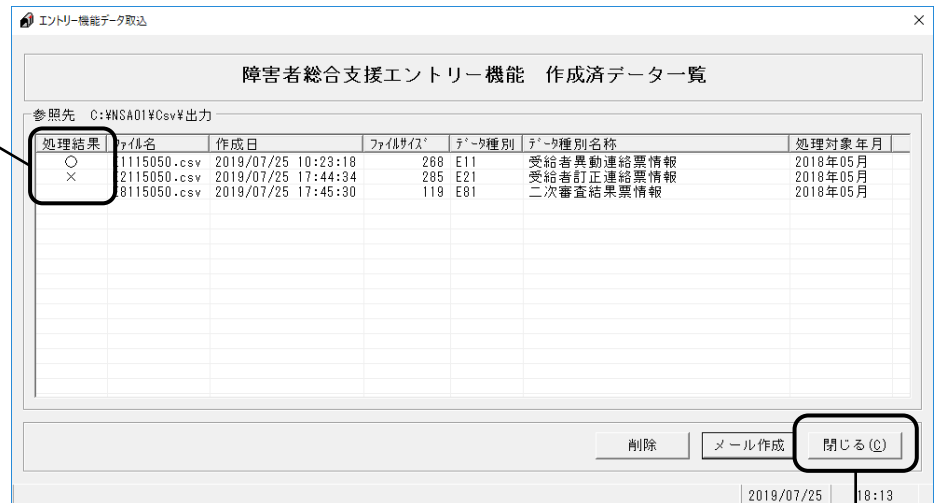 エントリー機能データ取込
障害者総合支援エントリー機能 作成済データ一覧
参照先 C:¥NSA01¥Csv¥出力
処理結果 ファイル名 作成日 ファイルサイズ データ種別 データ種別名称 処理対象年月
○ 1115050.csv 2019/07/25 10:23:18 268 E11 受給者異動連絡票情報 2018年05月
× 2115050.csv 2019/07/25 17:44:34 285 E21 受給者訂正連絡票情報 2018年05月
8115050.csv 2019/07/25 17:45:30 119 E81 二次審査結果票情報 2018年05月
削除 メール作成 閉じる(C)
2019/07/25 18:13